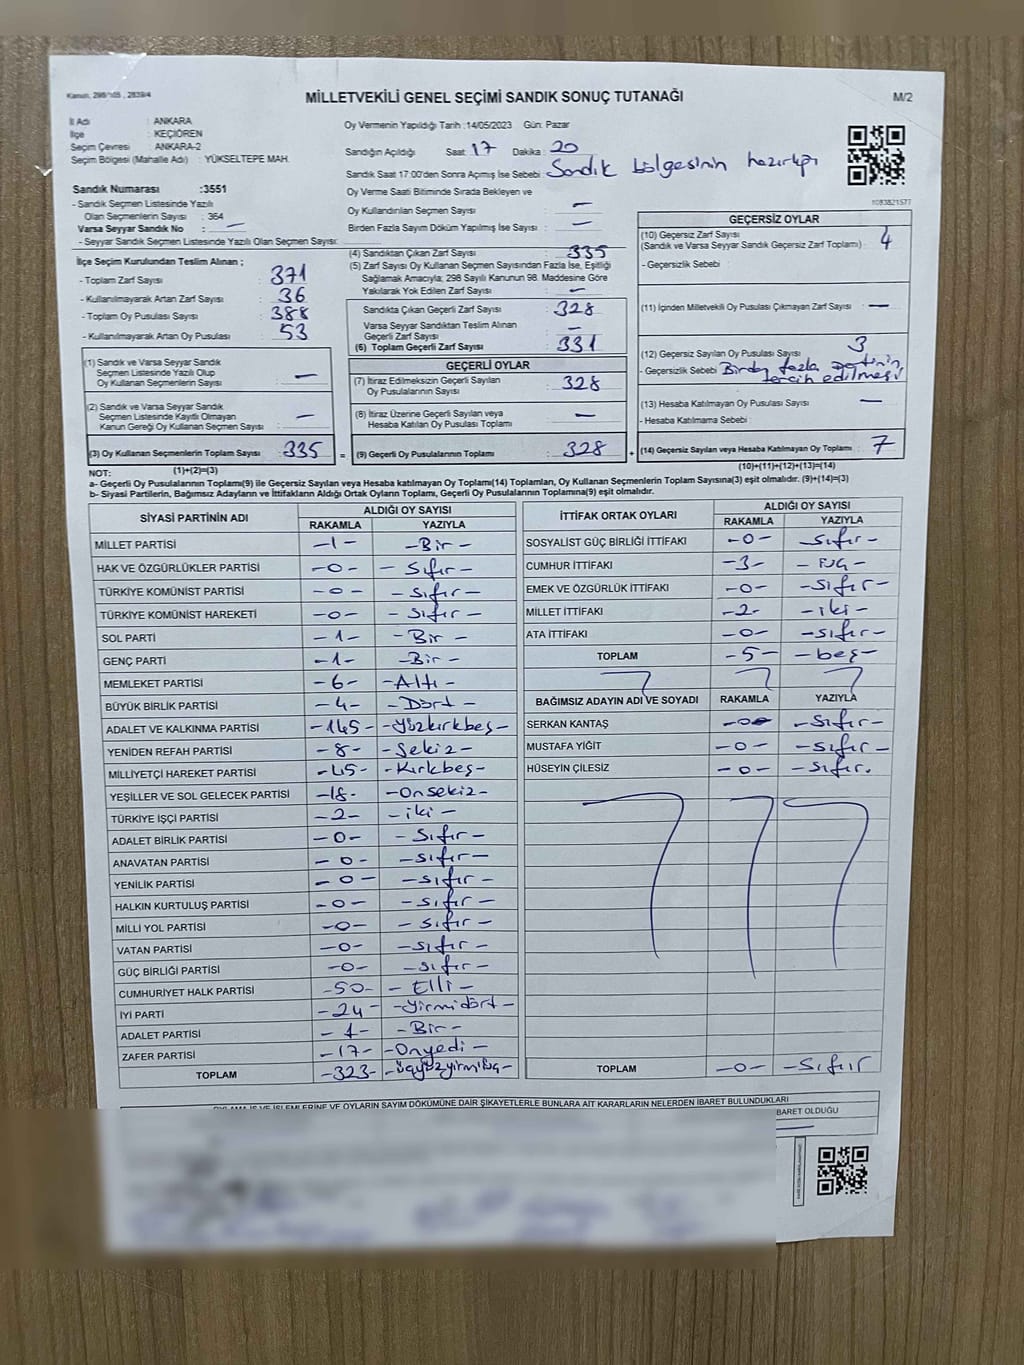 Kanun, 298/105 , 2839/4
MİLLETVEKİLİ GENEL SEÇİMİ SANDIK SONUÇ TUTANAĞI
M/2
İl Adı : ANKARA
İlçe : KEÇİÖREN
Seçim Çevresi : ANKARA-2
Seçim Bölgesi (Mahalle Adı) : YÜKSELTEPE MAH.
Sandık Numarası :3551
- Sandık Seçmen Listesinde Yazılı
Olan Seçmenlerin Sayısı : 364
Varsa Seyyar Sandık No : —
- Seyyar Sandık Seçmen Listesinde Yazılı Olan Seçmen Sayısı:
Oy Vermenin Yapıldığı Tarih :14/05/2023 Gün: Pazar
Sandığın Açıldığı Saat: 17 Dakika: 20
Sandık Saat 17:00'den Sonra Açılmış İse Sebebi: Sandık bölgesinin
Oy Verme Saati Bitiminde Sırada Bekleyen ve
Oy Kullandırılan Seçmen Sayısı : —
Birden Fazla Sayım Döküm Yapılmış İse Sayısı : —
1083821577
İlçe Seçim Kurulundan Teslim Alınan ;
- Toplam Zarf Sayısı : 371
- Kullanılmayarak Artan Zarf Sayısı : 36
- Toplam Oy Pusulası Sayısı : 388
- Kullanılmayarak Artan Oy Pusulası : 53
(4) Sandıktan Çıkan Zarf Sayısı : 335
(5) Zarf Sayısı Oy Kullanan Seçmen Sayısından Fazla İse, Eşitliği
Sağlamak Amacıyla; 298 Sayılı Kanunun 98. Maddesine Göre
Yakılarak Yok Edilen Zarf Sayısı : —
Sandıkta Çıkan Geçerli Zarf Sayısı : 328
Varsa Seyyar Sandıktan Teslim Alınan
Geçerli Zarf Sayısı : —
(6) Toplam Geçerli Zarf Sayısı : 331
GEÇERSİZ OYLAR
(10) Geçersiz Zarf Sayısı : 4
(Sandık ve Varsa Seyyar Sandık Geçersiz Zarf Toplamı)
- Geçersizlik Sebebi :
(11) İçinden Milletvekili Oy Pusulası Çıkmayan Zarf Sayısı : —
(12) Geçersiz Sayılan Oy Pusulası Sayısı : 3
- Geçersizlik Sebebi : Birden fazla partinin
tercih edilmesi
(13) Hesaba Katılmayan Oy Pusulası Sayısı : —
- Hesaba Katılmama Sebebi :
(14) Geçersiz Sayılan veya Hesaba Katılmayan Oy Toplamı : 7
(10)+(11)+(12)+(13)=(14)
(1) Sandık ve Varsa Seyyar Sandık
Seçmen Listesinde Yazılı Olup
Oy Kullanan Seçmenlerin Sayısı : —
(2) Sandık ve Varsa Seyyar Sandık
Seçmen Listesinde Kayıtlı Olmayan
Kanun Gereği Oy Kullanan Seçmen Sayısı : —
(3) Oy Kullanan Seçmenlerin Toplam Sayısı : 335 =
(1)+(2)=(3)
GEÇERLİ OYLAR
(7) İtiraz Edilmeksizin Geçerli Sayılan
Oy Pusulalarının Sayısı : 328
(8) İtiraz Üzerine Geçerli Sayılan veya
Hesaba Katılan Oy Pusulası Toplamı : —
(9) Geçerli Oy Pusulalarının Toplamı : 328 +
NOT:
a- Geçerli Oy Pusulalarının Toplamı(9) ile Geçersiz Sayılan veya Hesaba katılmayan Oy Toplamı(14) Toplamları, Oy Kullanan Seçmenlerin Toplam Sayısına(3) eşit olmalıdır. (9)+(14)=(3)
b- Siyasi Partilerin, Bağımsız Adayların ve İttifakların Aldığı Ortak Oyların Toplamı, Geçerli Oy Pusulalarının Toplamına(9) eşit olmalıdır.
SİYASİ PARTİNİN ADI ALDIĞI OY SAYISI
RAKAMLA YAZIYLA
MİLLET PARTİSİ -1- -Bir-
HAK VE ÖZGÜRLÜKLER PARTİSİ -0- -Sıfır-
TÜRKİYE KOMÜNİST PARTİSİ -0- -Sıfır-
TÜRKİYE KOMÜNİST HAREKETİ -0- -Sıfır-
SOL PARTİ -1- -Bir-
GENÇ PARTİ -1- -Bir-
MEMLEKET PARTİSİ -6- -Altı-
BÜYÜK BİRLİK PARTİSİ -4- -Dört-
ADALET VE KALKINMA PARTİSİ -145- -Yüzkırkbeş-
YENİDEN REFAH PARTİSİ -8- -Sekiz-
MİLLİYETÇİ HAREKET PARTİSİ -45- -Kırkbeş-
YEŞİLLER VE SOL GELECEK PARTİSİ -18- -Onsekiz-
TÜRKİYE İŞÇİ PARTİSİ -2- -iki-
ADALET BİRLİK PARTİSİ -0- -Sıfır-
ANAVATAN PARTİSİ -0- -Sıfır-
YENİLİK PARTİSİ -0- -Sıfır-
HALKIN KURTULUŞ PARTİSİ -0- -Sıfır-
MİLLİ YOL PARTİSİ -0- -Sıfır-
VATAN PARTİSİ -0- -Sıfır-
GÜÇ BİRLİĞİ PARTİSİ -0- -Sıfır-
CUMHURİYET HALK PARTİSİ -50- -Elli-
İYİ PARTİ -24- -Yirmidört-
ADALET PARTİSİ -1- -Bir-
ZAFER PARTİSİ -17- -Onyedi-
TOPLAM -323- -üçyüzyirmiüç-
İTTİFAK ORTAK OYLARI ALDIĞI OY SAYISI
RAKAMLA YAZIYLA
SOSYALİST GÜÇ BİRLİĞİ İTTİFAKI -0- -Sıfır-
CUMHUR İTTİFAKI -3- -üç-
EMEK VE ÖZGÜRLÜK İTTİFAKI -0- -Sıfır-
MİLLET İTTİFAKI -2- -iki-
ATA İTTİFAKI -0- -Sıfır-
TOPLAM -5- -beş-
BAĞIMSIZ ADAYIN ADI VE SOYADI RAKAMLA YAZIYLA
SERKAN KANTAŞ -0- -Sıfır-
MUSTAFA YİĞİT -0- -Sıfır-
HÜSEYİN ÇİLESİZ -0- -Sıfır.
TOPLAM -0- -Sıfır
OYLAMA İŞ VE İŞLEMLERİNE VE OYLARIN SAYIM DÖKÜMÜNE DAİR ŞİKAYETLERLE BUNLARA AİT KARARLARIN NELERDEN İBARET BULUNDUKLARI
BARET OLDUĞU